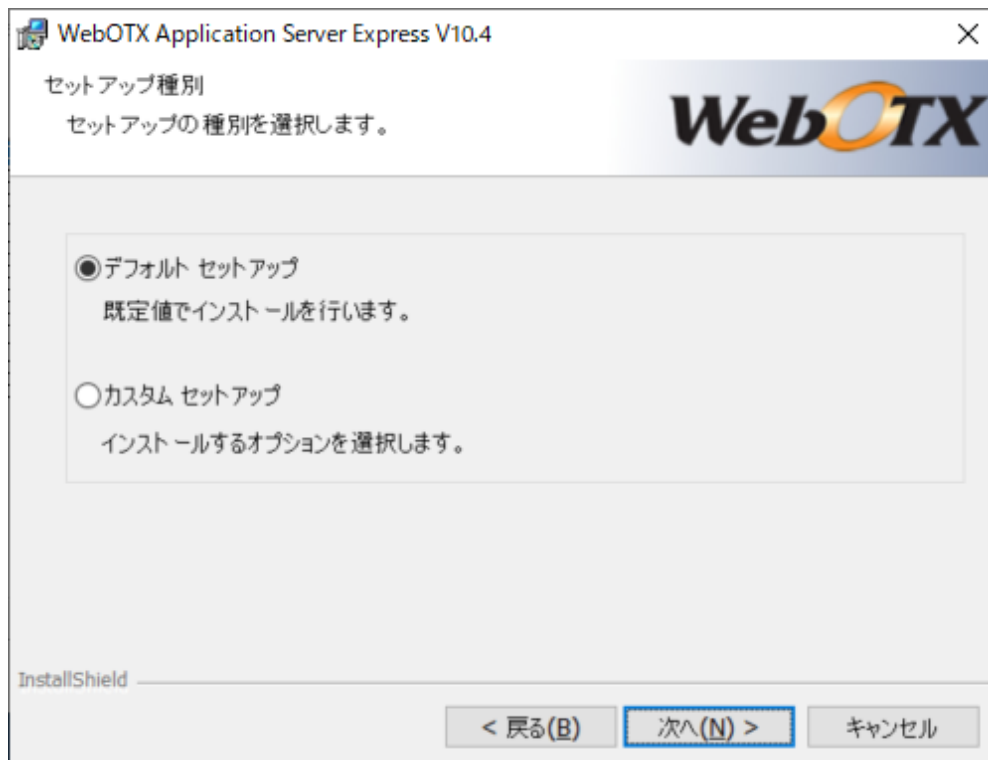 WebOTX Application Server Express V10.4
セットアップ種別
セットアップの種別を選択します。
WebOTX
デフォルト セットアップ
既定値でインストールを行います。
カスタム セットアップ
インストールするオプションを選択します。
InstallShield
< 戻る(B)
次へ(N) >
キャンセル